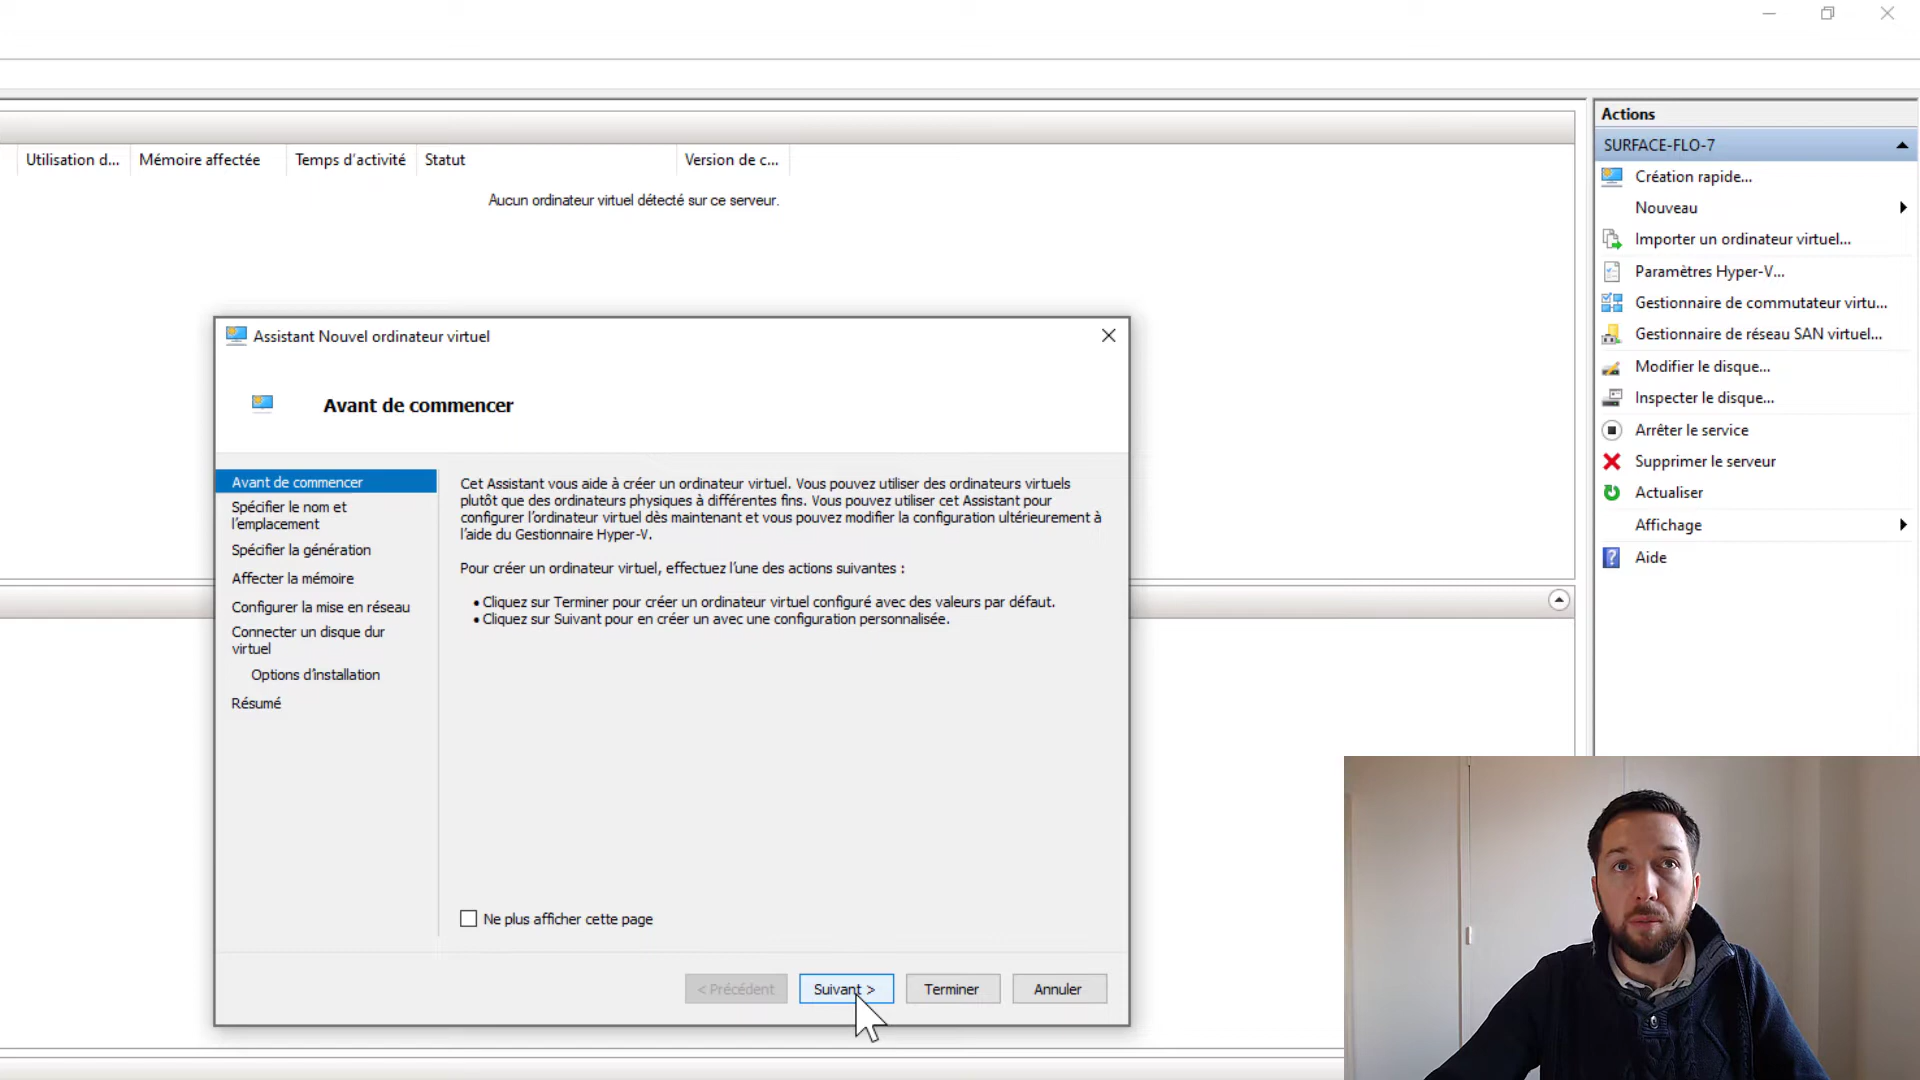 Actions
SURFACE-FLO-7
Utilisation d...
Mémoire affectée
Temps d'activité
Statut
Version de c...
Aucun ordinateur virtuel détecté sur ce serveur.
Création rapide...
Nouveau
Importer un ordinateur virtuel...
Paramètres Hyper-V...
Gestionnaire de commutateur virtu...
Gestionnaire de réseau SAN virtuel...
Modifier le disque...
Inspecter le disque...
Arrêter le service
Supprimer le serveur
Actualiser
Affichage
Aide
Assistant Nouvel ordinateur virtuel
Avant de commencer
Avant de commencer
Spécifier le nom et
l'emplacement
Spécifier la génération
Affecter la mémoire
Configurer la mise en réseau
Connecter un disque dur
virtuel
Options d'installation
Résumé
Cet Assistant vous aide à créer un ordinateur virtuel. Vous pouvez utiliser des ordinateurs virtuels
plutôt que des ordinateurs physiques à différentes fins. Vous pouvez utiliser cet Assistant pour
configurer l'ordinateur virtuel dès maintenant et vous pouvez modifier la configuration ultérieurement à
l'aide du Gestionnaire Hyper-V.
Pour créer un ordinateur virtuel, effectuez l'une des actions suivantes :
• Cliquez sur Terminer pour créer un ordinateur virtuel configuré avec des valeurs par défaut.
• Cliquez sur Suivant pour en créer un avec une configuration personnalisée.
Ne plus afficher cette page
< Précédent
Suivant >
Terminer
Annuler